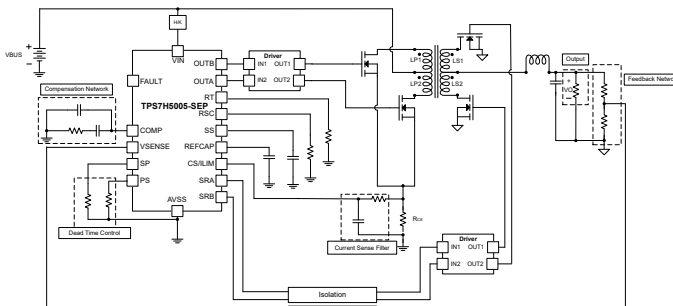 H/K
VBUS
VIN
Driver
OUTB
IN1 OUT1
OUTA
IN2 OUT2
FAULT
RT
TPS7H5005-SEP
RSC
Compensation Network
COMP
SS
VSENSE
REFCAP
SP
CS/ILIM
PS
SRA
SRB
AVSS
Dead Time Control
LP1
LS1
LP2
LS2
Output
+
VO
−
Feedback Networ
RCS
Current Sense Filter
Driver
IN1 OUT1
IN2 OUT2
Isolation